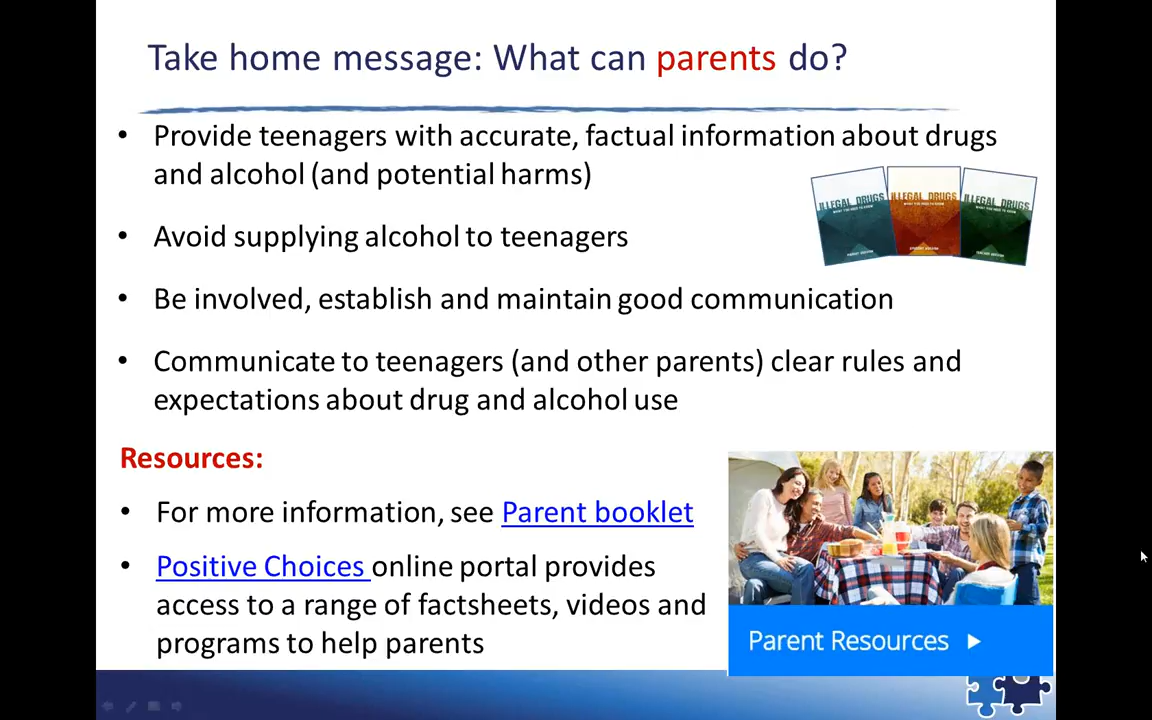 Take home message: What can parents do?
• Provide teenagers with accurate, factual information about drugs
and alcohol (and potential harms)
ILLEGAL DRUGS
ILLEGAL DRUGS
ILLEGAL DRUGS
• Avoid supplying alcohol to teenagers
• Be involved, establish and maintain good communication
• Communicate to teenagers (and other parents) clear rules and
expectations about drug and alcohol use
Resources:
• For more information, see Parent booklet
• Positive Choices online portal provides
access to a range of factsheets, videos and
programs to help parents
Parent Resources